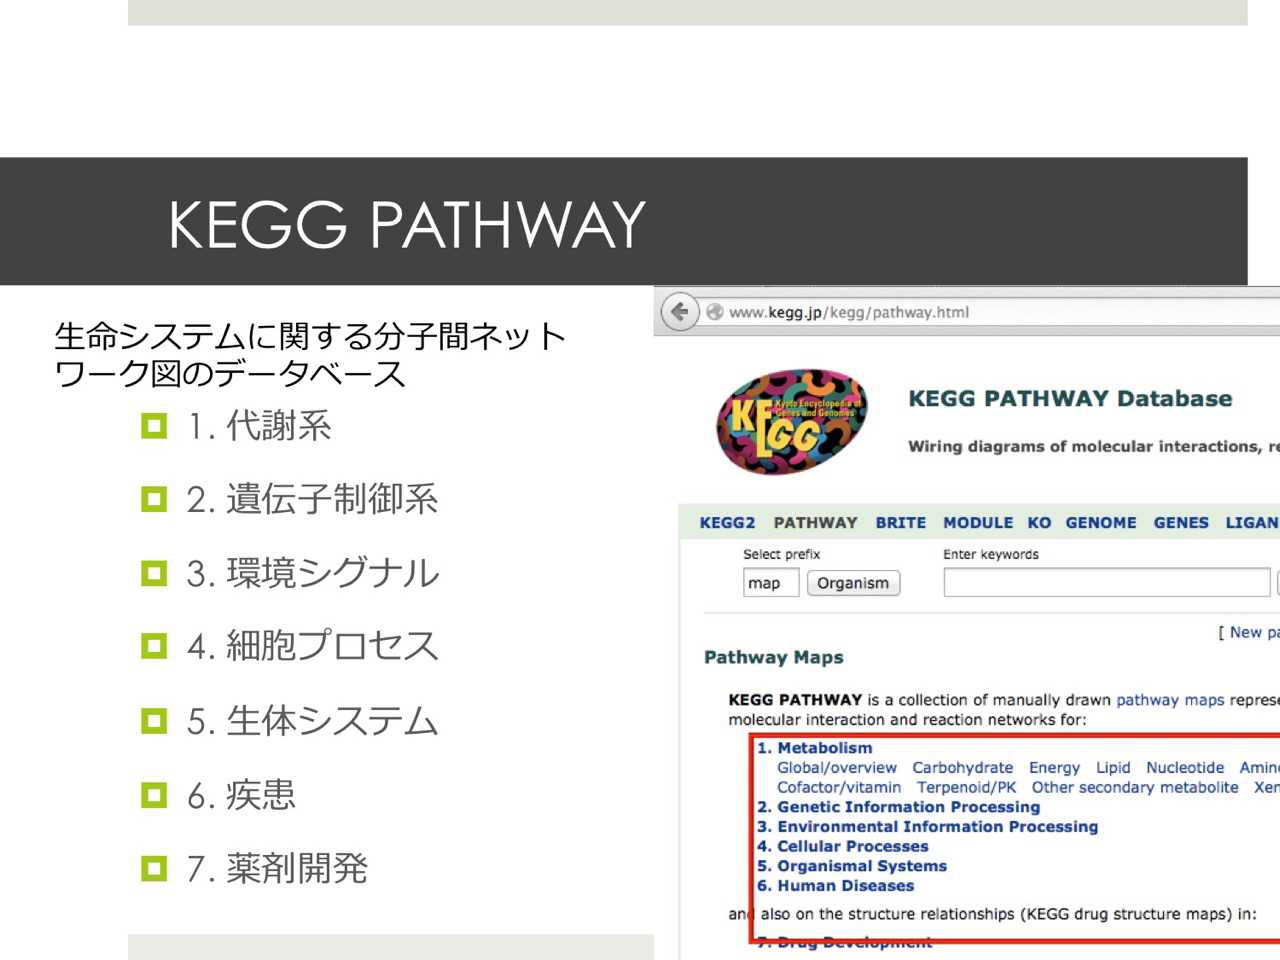 KEGG PATHWAY
生命システムに関する分子間ネット
ワーク図のデータベース
1. 代謝系
2. 遺伝子制御系
3. 環境シグナル
4. 細胞プロセス
5. 生体システム
6. 疾患
7. 薬剤開発
www.kegg.jp/kegg/pathway.html
KEGG
Kyoto Encyclopedia of
Genes and Genomes
KEGG PATHWAY Database
Wiring diagrams of molecular interactions,
KEGG2 PATHWAY BRITE MODULE KO GENOME GENES LIGAN
Select prefix Enter keywords
map Organism
[ New pa
Pathway Maps
KEGG PATHWAY is a collection of manually drawn pathway maps represe
molecular interaction and reaction networks for:
1. Metabolism
Global/overview Carbohydrate Energy Lipid Nucleotide Amino
Cofactor/vitamin Terpenoid/PK Other secondary metabolite Xen
2. Genetic Information Processing
3. Environmental Information Processing
4. Cellular Processes
5. Organismal Systems
6. Human Diseases
and also on the structure relationships (KEGG drug structure maps) in:
7. Drug Development